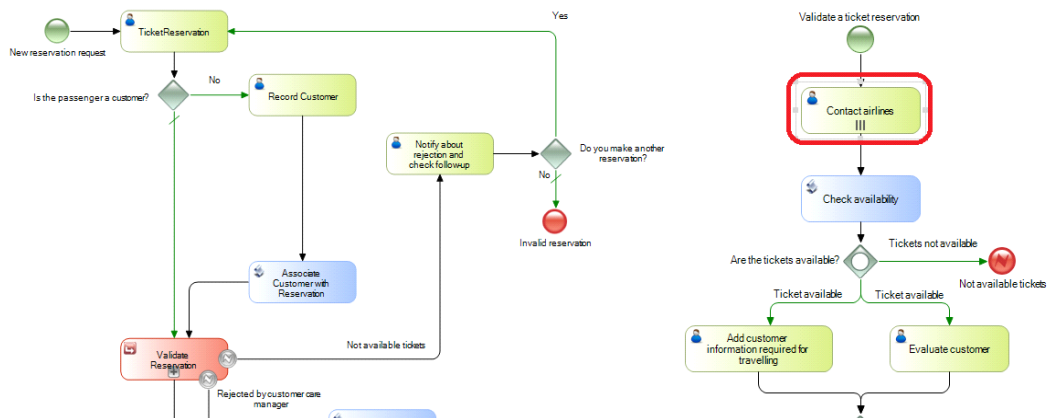 Yes
New reservation request
TicketReservation
No
Is the passenger a customer?
Record Customer
Notify about
rejection and
check follow-up
Do you make another
reservation?
No
Invalid reservation
Associate
Customer with
Reservation
Not available tickets
Validate
Reservation
Rejected by customer care
manager
Validate a ticket reservation
Contact airlines
Check availability
Are the tickets available?
Tickets not available
Not available tickets
Ticket available
Ticket available
Add customer
information required for
travelling
Evaluate customer